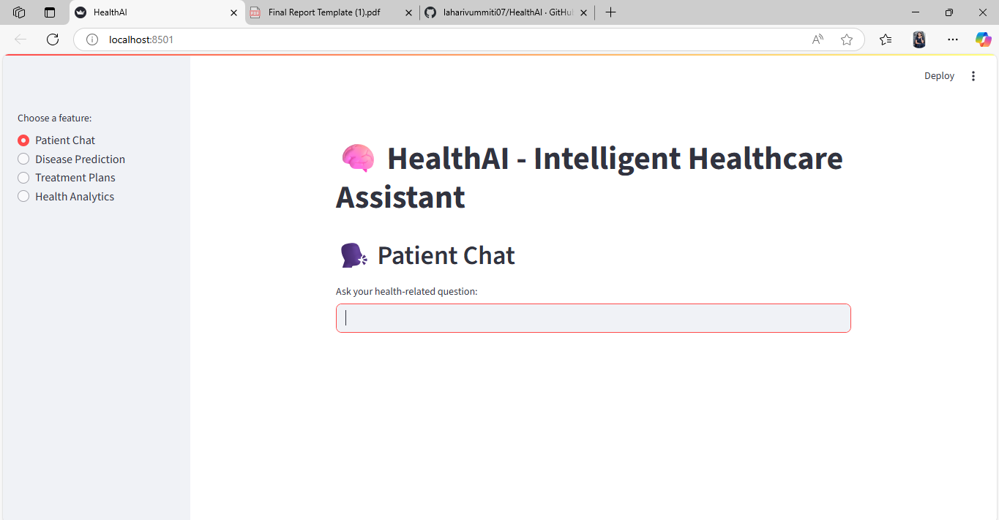 HealthAI
Final Report Template (1).pdf
laharivummiti07/HealthAI · GitHu
localhost:8501
Deploy
Choose a feature:
Patient Chat
Disease Prediction
Treatment Plans
Health Analytics
HealthAI - Intelligent Healthcare
Assistant
Patient Chat
Ask your health-related question: